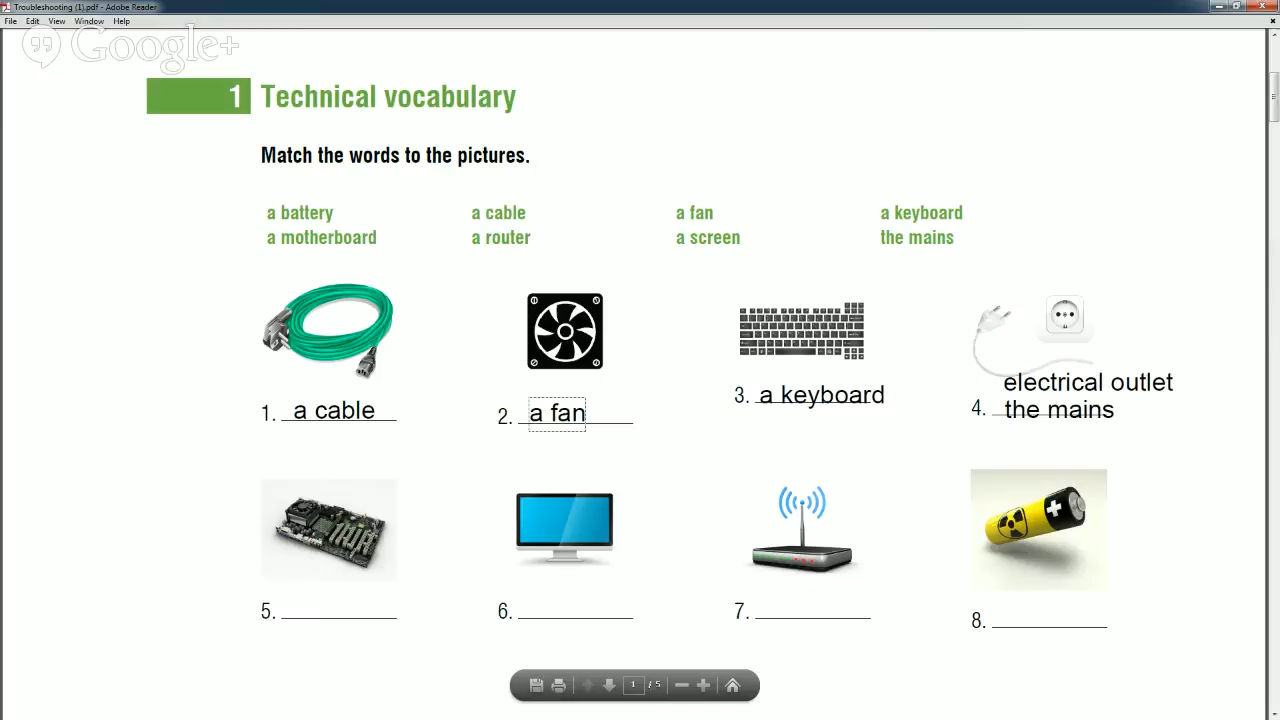 Troubleshooting (1).pdf - Adobe Reader
File Edit View Window Help
Google+
1 Technical vocabulary
Match the words to the pictures.
a battery a cable a fan a keyboard
a motherboard a router a screen the mains
electrical outlet
1. a cable 2. a fan 3. a keyboard 4. the mains
5. 6. 7. 8.
1 / 5